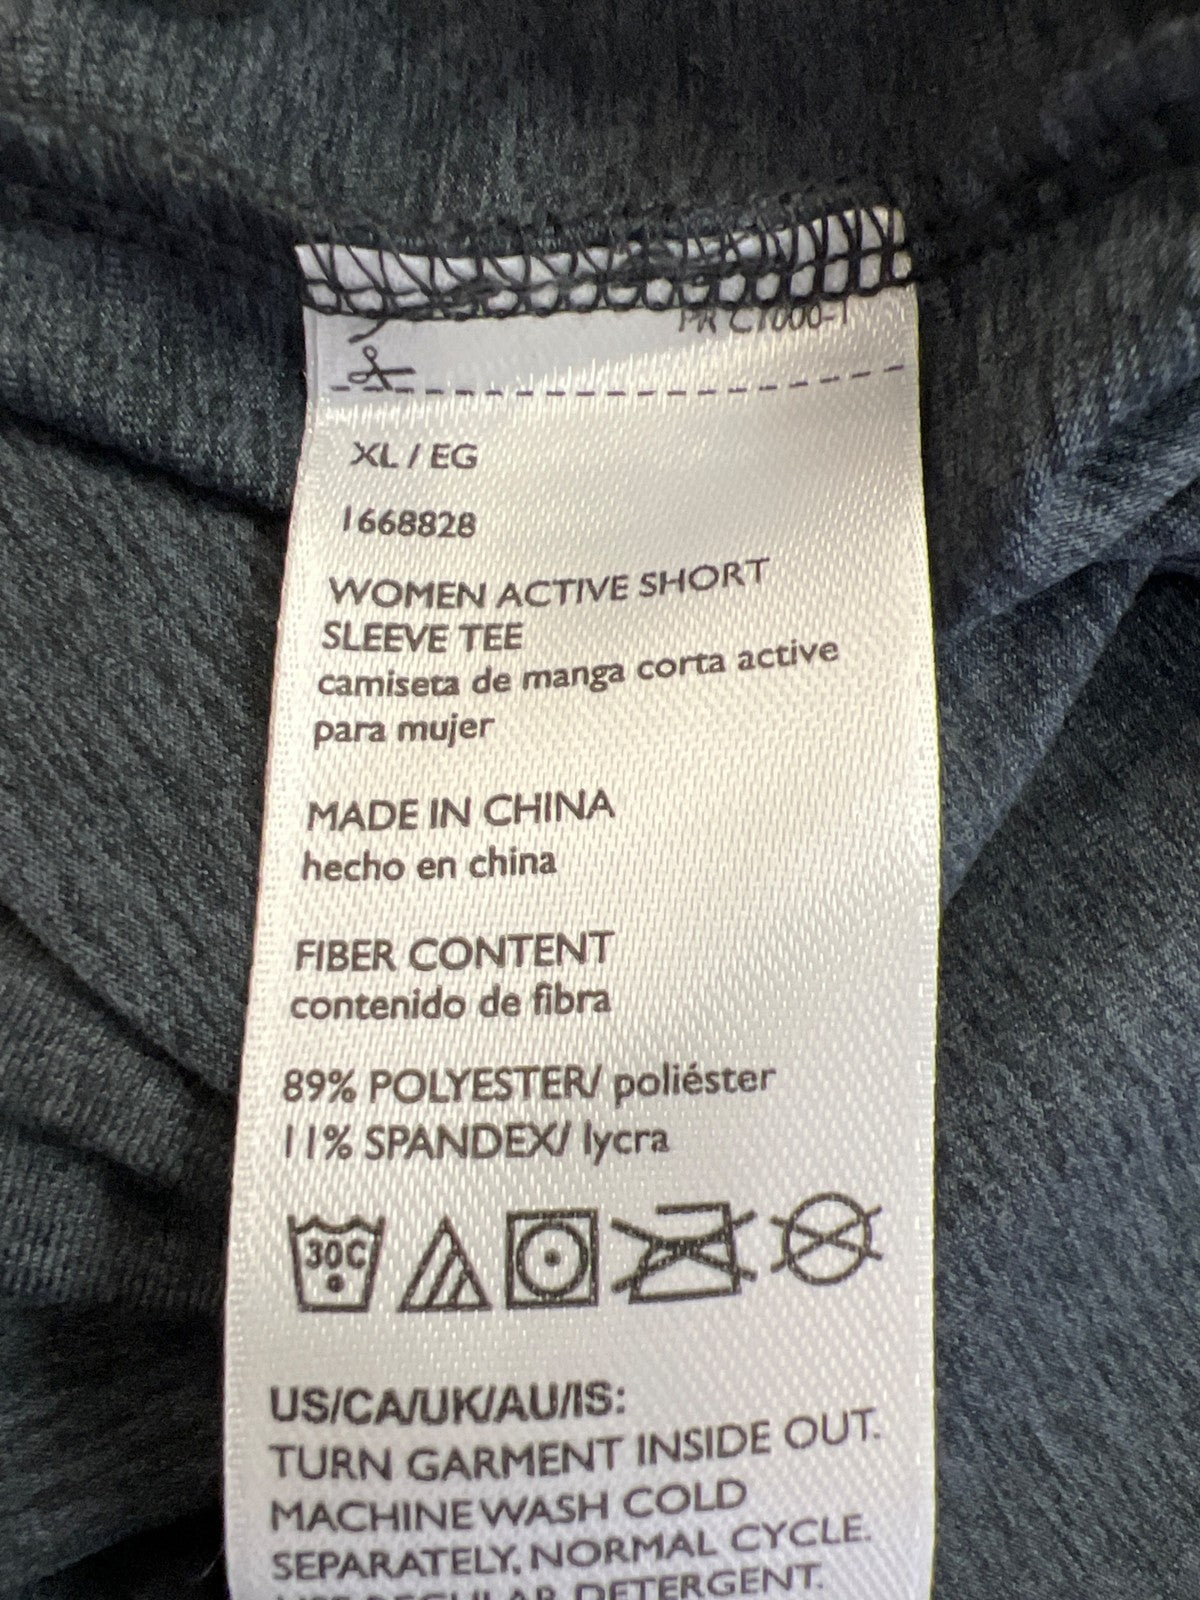 PR C1000-1
XL / EG
1668828
WOMEN ACTIVE SHORT
SLEEVE TEE
camiseta de manga corta active
para mujer
MADE IN CHINA
hecho en china
FIBER CONTENT
contenido de fibra
89% POLYESTER/ poliéster
11% SPANDEX/ lycra
30C
US/CA/UK/AU/IS:
TURN GARMENT INSIDE OUT.
MACHINE WASH COLD
SEPARATELY, NORMAL CYCLE.
DETERGENT.